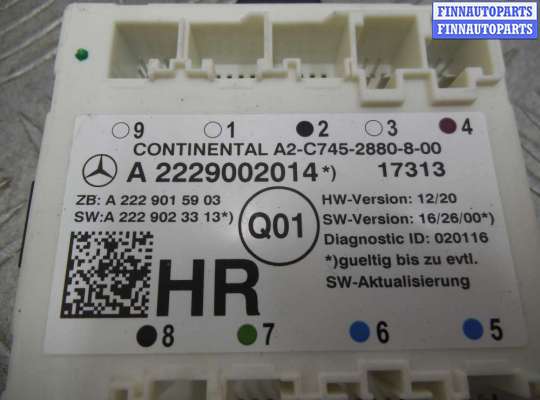 FINNAUTOPARTS
FINNAUTOPARTS
9 1 2 3 4
CONTINENTAL A2-C745-2880-8-00
A 2229002014*) 17313
ZB: A 222 901 59 03
SW:A 222 902 33 13*)
Q01
HW-Version: 12/20
SW-Version: 16/26/00*)
Diagnostic ID: 020116
*)gueltig bis zu evtl.
SW-Aktualisierung
HR
8 7 6 5